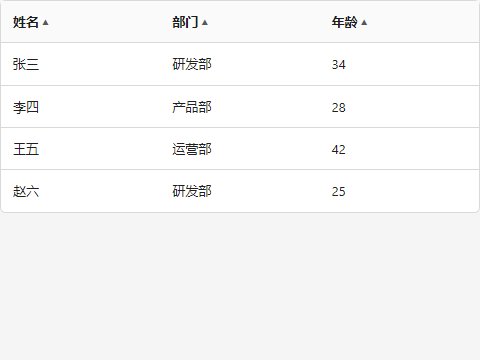 姓名▲ 部门▲ 年龄▲
张三 研发部 34
李四 产品部 28
王五 运营部 42
赵六 研发部 25